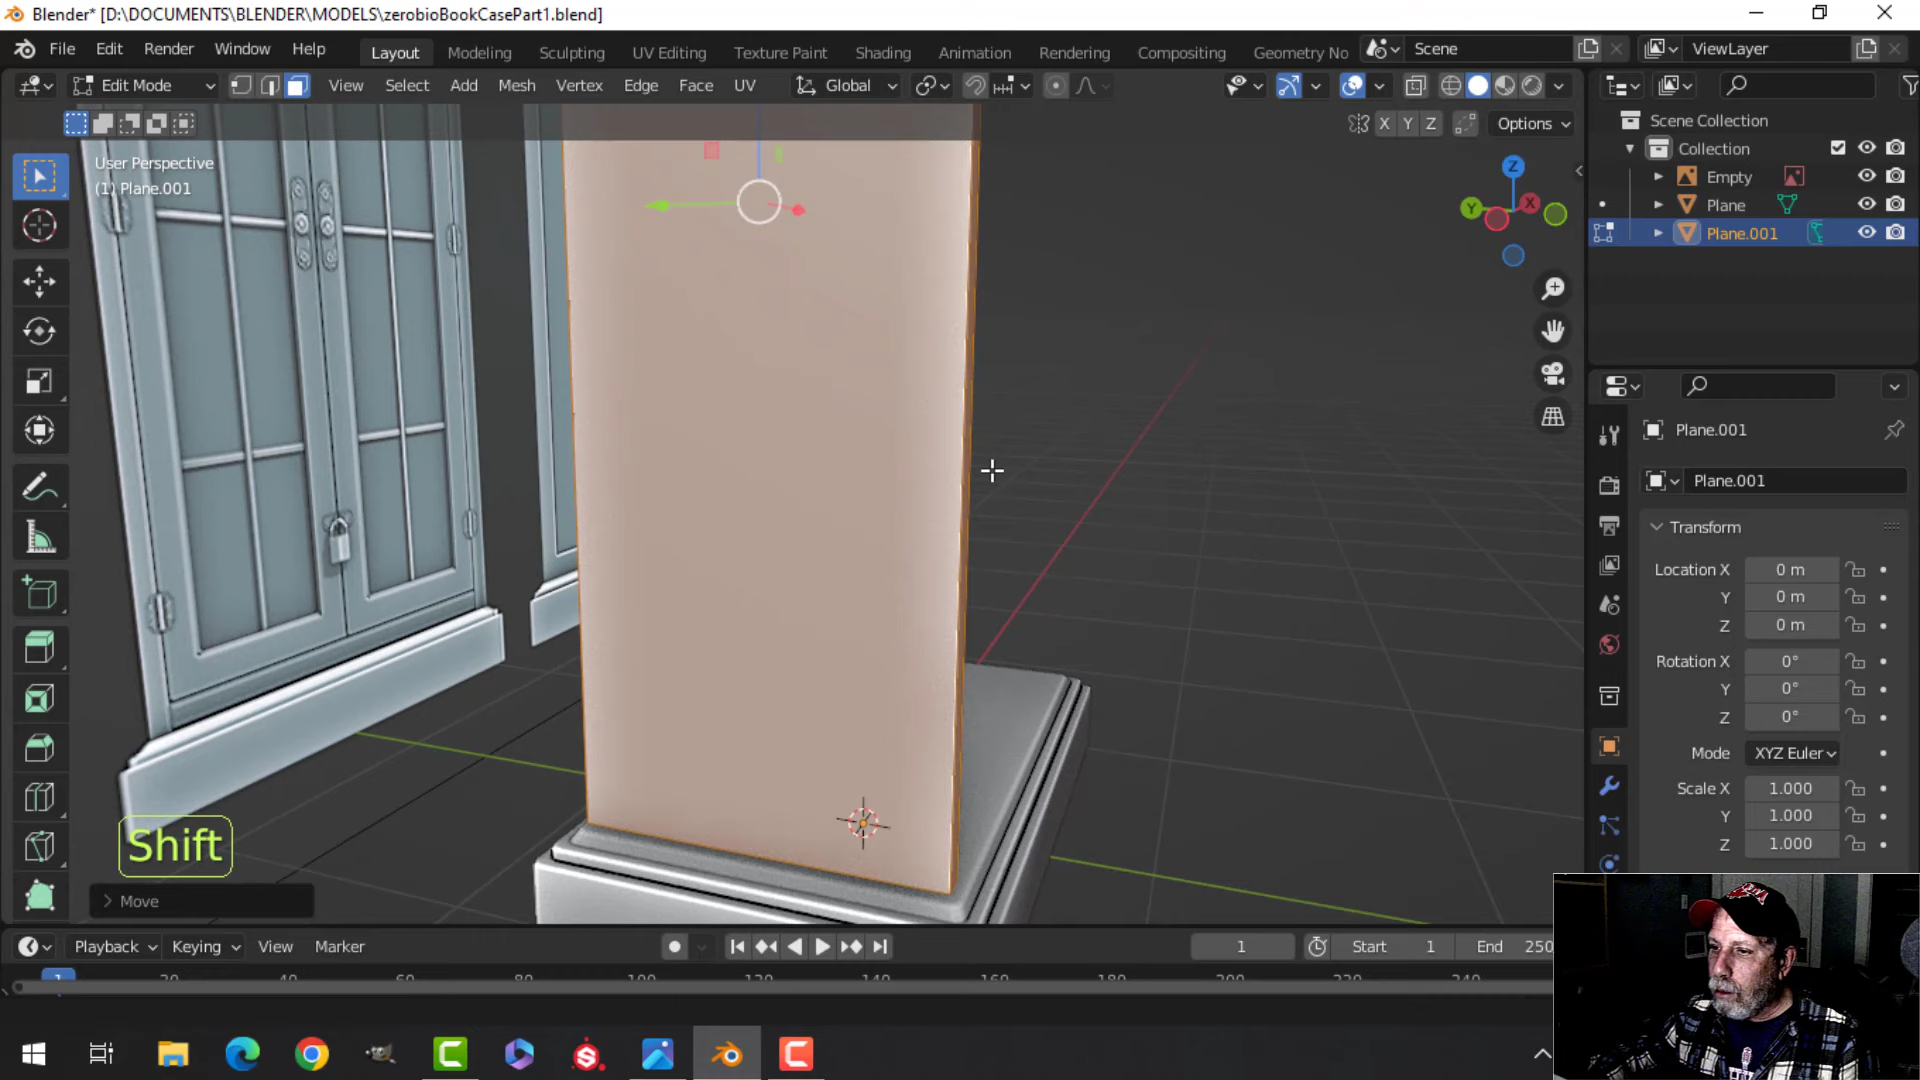 Blender* [D:\DOCUMENTS\BLENDER\MODELS\zerobioBookCasePart1.blend]
File Edit Render Window Help Layout Modeling Sculpting UV Editing Texture Paint Shading Animation Rendering Compositing Geometry No Scene ViewLayer
Edit Mode View Select Add Mesh Vertex Edge Face UV Global
X Y Z Options
User Perspective
(1) Plane.001
Z
Y X
Scene Collection
Collection
Empty
Plane
Plane.001
Plane.001
Plane.001
Transform
Location X 0 m
Y 0 m
Z 0 m
Rotation X 0°
Y 0°
Z 0°
Mode XYZ Euler
Scale X 1.000
Y 1.000
Z 1.000
Shift
Move
Playback Keying View Marker 1 Start 1 End 250